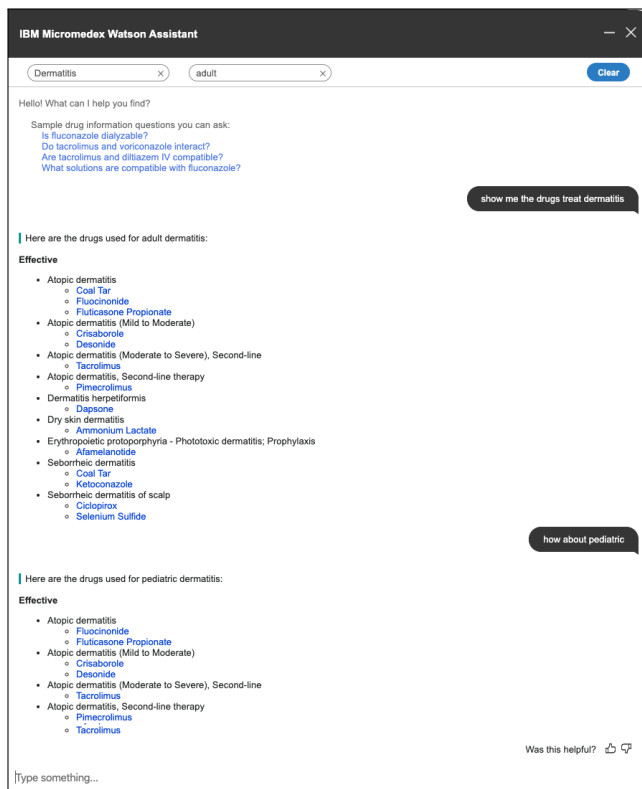 IBM Micromedex Watson Assistant
Dermatitis
adult
Clear
Hello! What can I help you find?
Sample drug information questions you can ask:
Is fluconazole dialyzable?
Do tacrolimus and voriconazole interact?
Are tacrolimus and diltiazem IV compatible?
What solutions are compatible with fluconazole?
show me the drugs treat dermatitis
Here are the drugs used for adult dermatitis:
Effective
• Atopic dermatitis
◦ Coal Tar
◦ Fluocinonide
◦ Fluticasone Propionate
• Atopic dermatitis (Mild to Moderate)
◦ Crisaborole
◦ Desonide
• Atopic dermatitis (Moderate to Severe), Second-line
◦ Tacrolimus
• Atopic dermatitis, Second-line therapy
◦ Pimecrolimus
• Dermatitis herpetiformis
◦ Dapsone
• Dry skin dermatitis
◦ Ammonium Lactate
• Erythropoietic protoporphyria - Phototoxic dermatitis; Prophylaxis
◦ Afamelanotide
• Seborrheic dermatitis
◦ Coal Tar
◦ Ketoconazole
• Seborrheic dermatitis of scalp
◦ Ciclopirox
◦ Selenium Sulfide
how about pediatric
Here are the drugs used for pediatric dermatitis:
Effective
• Atopic dermatitis
◦ Fluocinonide
◦ Fluticasone Propionate
• Atopic dermatitis (Mild to Moderate)
◦ Crisaborole
◦ Desonide
• Atopic dermatitis (Moderate to Severe), Second-line
◦ Tacrolimus
• Atopic dermatitis, Second-line therapy
◦ Pimecrolimus
◦ Tacrolimus
Was this helpful?
Type something...